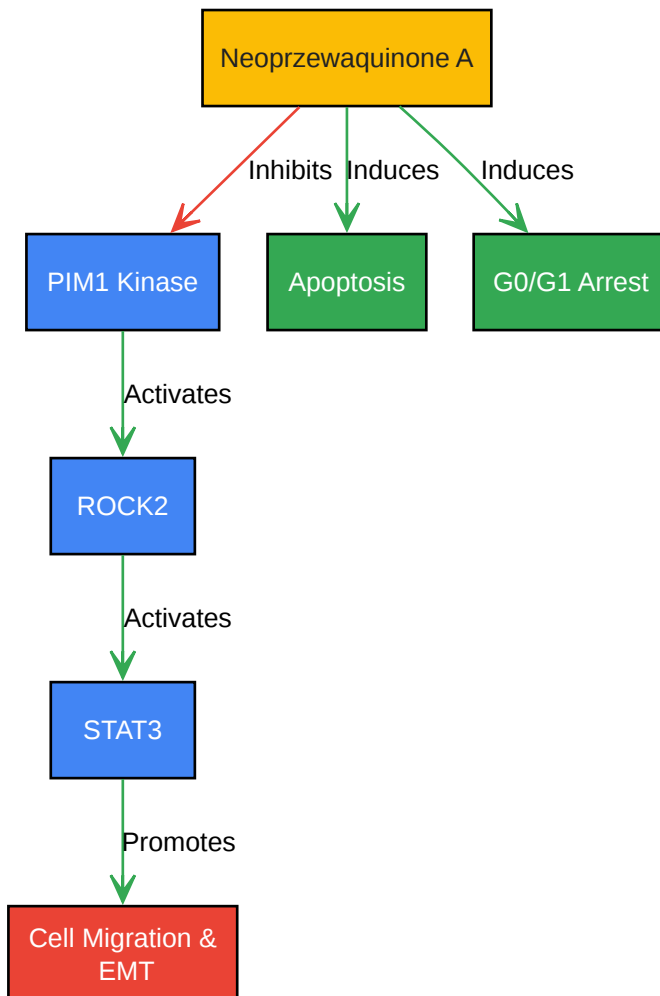 Neoprzewaquinone A
Inhibits
Induces
Induces
PIM1 Kinase
Apoptosis
G0/G1 Arrest
Activates
ROCK2
Activates
STAT3
Promotes
Cell Migration &
EMT